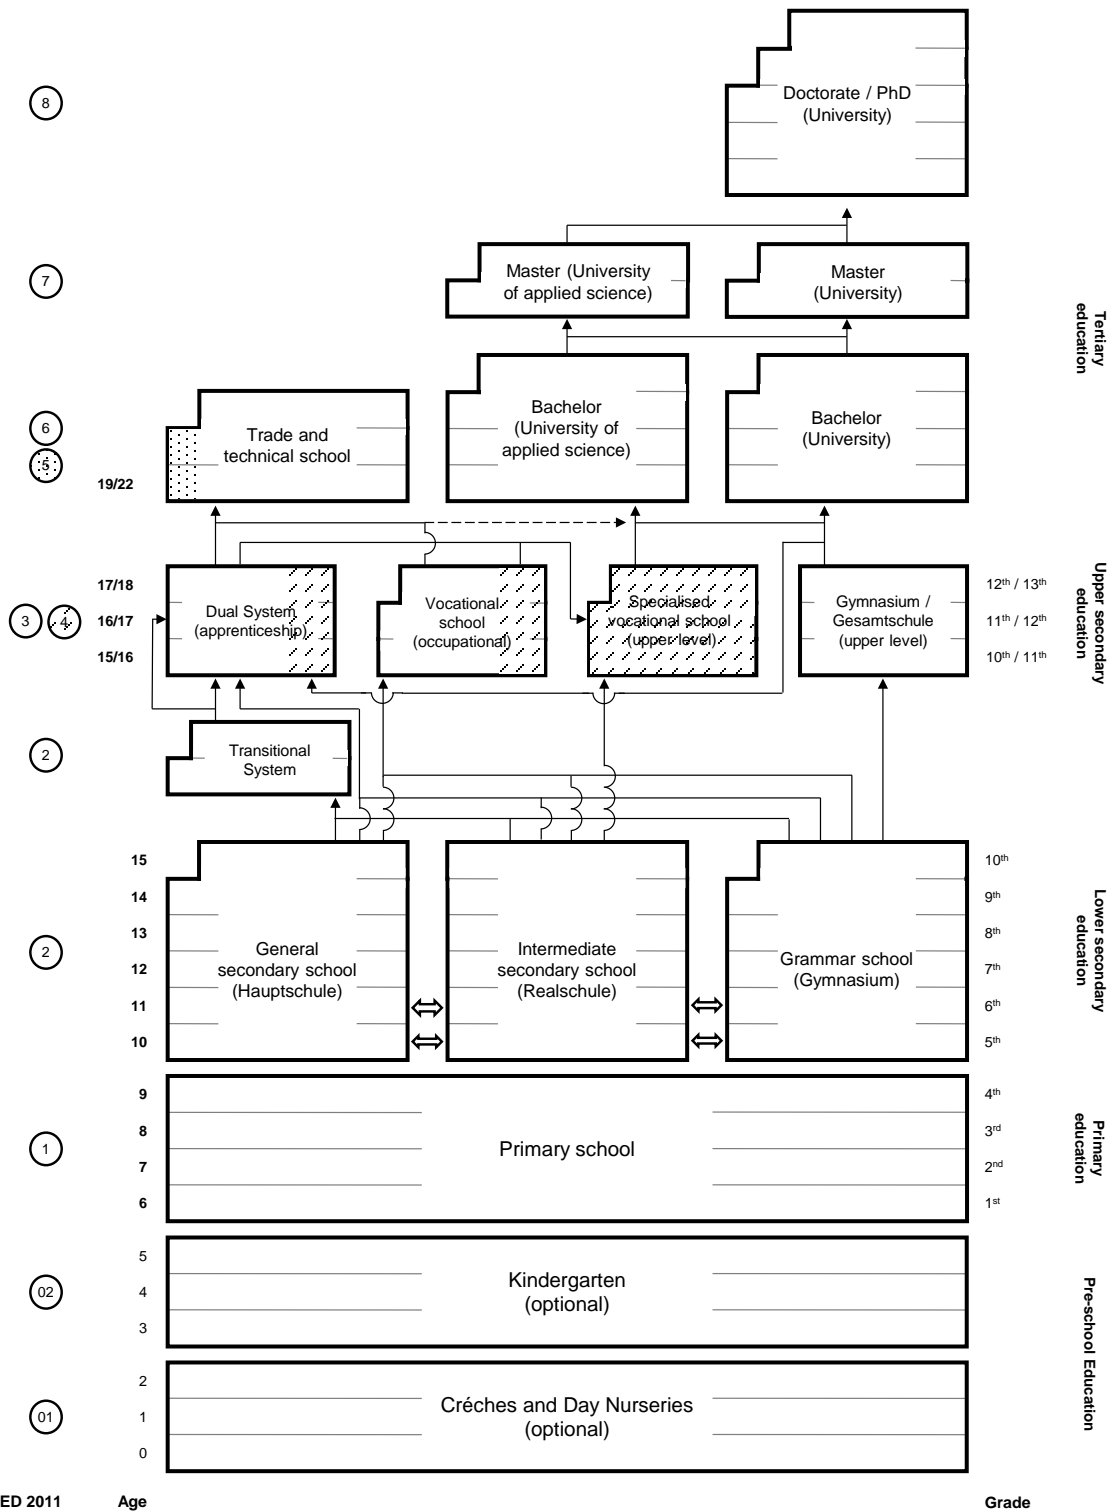 8
Doctorate / PhD
(University)
7
Master (University
of applied science)
Master
(University)
Tertiary
education
6
5
19/22
Trade and
technical school
Bachelor
(University of
applied science)
Bachelor
(University)
3
4
17/18
16/17
15/16
Dual System
(apprenticeship)
Vocational
school
(occupational)
Specialised
vocational school
(upper level)
Gymnasium /
Gesamtschule
(upper level)
12th / 13th
11th / 12th
10th / 11th
Upper secondary
education
2
Transitional
System
2
15
14
13
12
11
10
General
secondary school
(Hauptschule)
Intermediate
secondary school
(Realschule)
Grammar school
(Gymnasium)
10th
9th
8th
7th
6th
5th
Lower secondary
education
1
9
8
7
6
Primary school
4th
3rd
2nd
1st
Primary
education
02
5
4
3
Kindergarten
(optional)
Pre-school Education
01
2
1
0
Créches and Day Nurseries
(optional)
ED 2011
Age
Grade